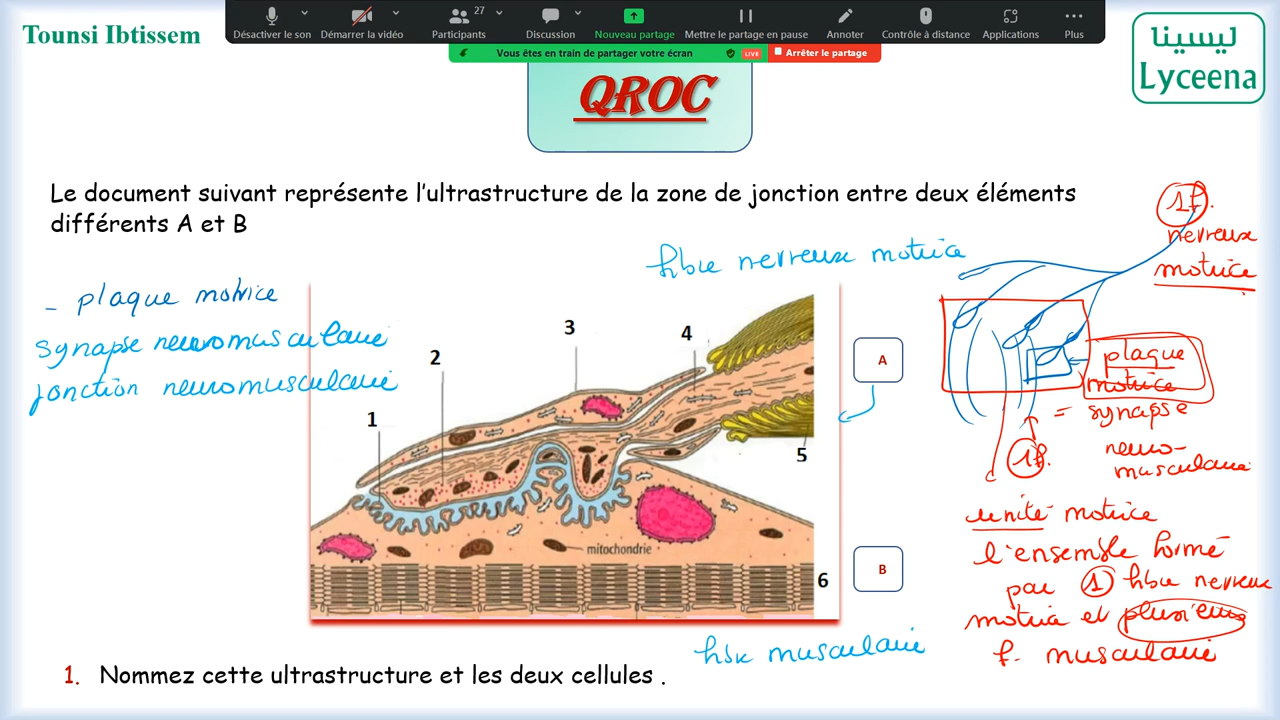 Tounsi Ibtissem
Désactiver le son
Démarrer la vidéo
Participants
27
Discussion
Nouveau partage
Mettre le partage en pause
Annoter
Contrôle à distance
Applications
Plus
Vous êtes en train de partager votre écran
LIVE
Arrêter le partage
ليسينا
Lyceena
QROC
Le document suivant représente l'ultrastructure de la zone de jonction entre deux éléments
différents A et B
1f.
nerveux
motrice
fibre nerveuse motrice
- plaque motrice
synapse neuromusculaire
jonction neuromusculaire
1
2
3
4
5
6
mitochondrie
A
B
plaque
motrice
= synapse
neuro-
musculaire
1f.
unité motrice
l'ensemble formé
par 1 fibre nerveux
motrice et plusieurs
f. musculaire
fibre musculaire
1. Nommez cette ultrastructure et les deux cellules .